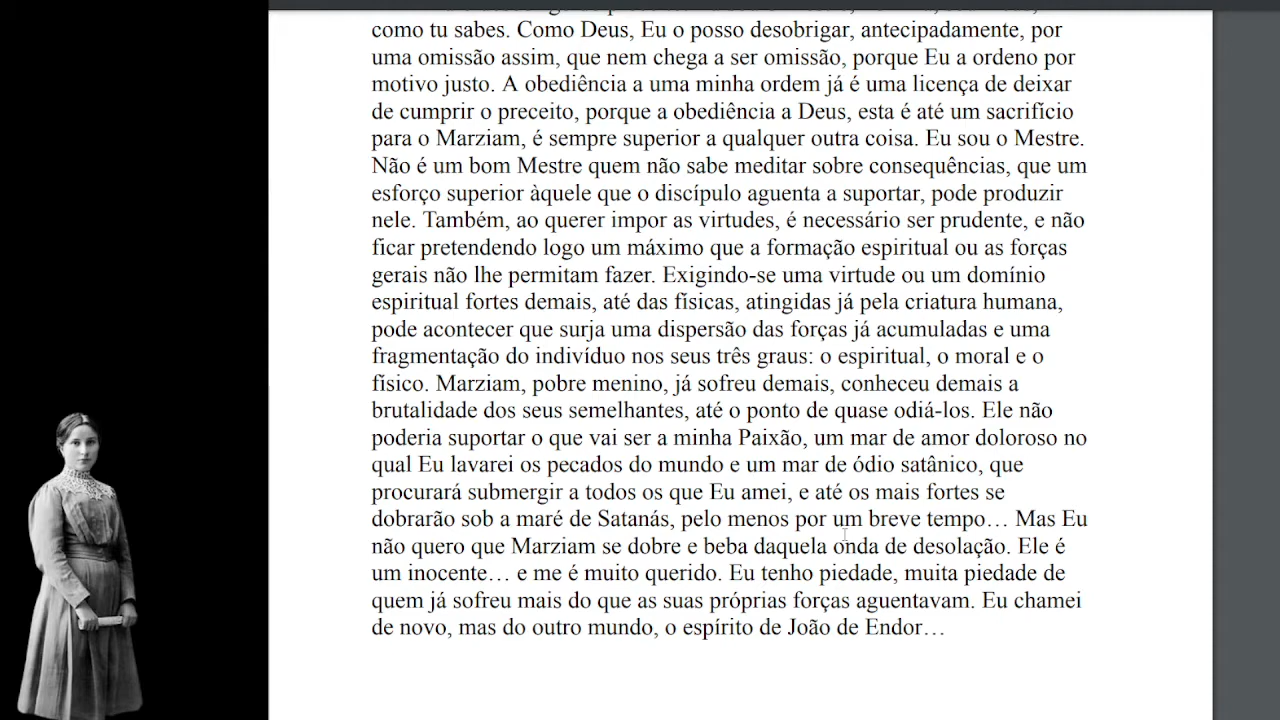 como tu sabes. Como Deus, Eu o posso desobrigar, antecipadamente, por
uma omissão assim, que nem chega a ser omissão, porque Eu a ordeno por
motivo justo. A obediência a uma minha ordem já é uma licença de deixar
de cumprir o preceito, porque a obediência a Deus, esta é até um sacrifício
para o Marziam, é sempre superior a qualquer outra coisa. Eu sou o Mestre.
Não é um bom Mestre quem não sabe meditar sobre consequências, que um
esforço superior àquele que o discípulo aguenta a suportar, pode produzir
nele. Também, ao querer impor as virtudes, é necessário ser prudente, e não
ficar pretendendo logo um máximo que a formação espiritual ou as forças
gerais não lhe permitam fazer. Exigindo-se uma virtude ou um domínio
espiritual fortes demais, até das físicas, atingidas já pela criatura humana,
pode acontecer que surja uma dispersão das forças já acumuladas e uma
fragmentação do indivíduo nos seus três graus: o espiritual, o moral e o
físico. Marziam, pobre menino, já sofreu demais, conheceu demais a
brutalidade dos seus semelhantes, até o ponto de quase odiá-los. Ele não
poderia suportar o que vai ser a minha Paixão, um mar de amor doloroso no
qual Eu lavarei os pecados do mundo e um mar de ódio satânico, que
procurará submergir a todos os que Eu amei, e até os mais fortes se
dobrarão sob a maré de Satanás, pelo menos por um breve tempo… Mas Eu
não quero que Marziam se dobre e beba daquela onda de desolação. Ele é
um inocente… e me é muito querido. Eu tenho piedade, muita piedade de
quem já sofreu mais do que as suas próprias forças aguentavam. Eu chamei
de novo, mas do outro mundo, o espírito de João de Endor…